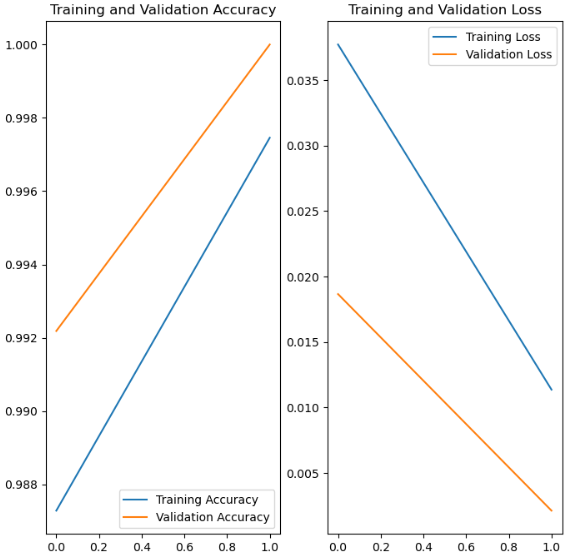 Training and Validation Accuracy
1.000
0.998
0.996
0.994
0.992
0.990
0.988
Training Accuracy
Validation Accuracy
0.0 0.2 0.4 0.6 0.8 1.0
Training and Validation Loss
Training Loss
Validation Loss
0.035
0.030
0.025
0.020
0.015
0.010
0.005
0.0 0.2 0.4 0.6 0.8 1.0